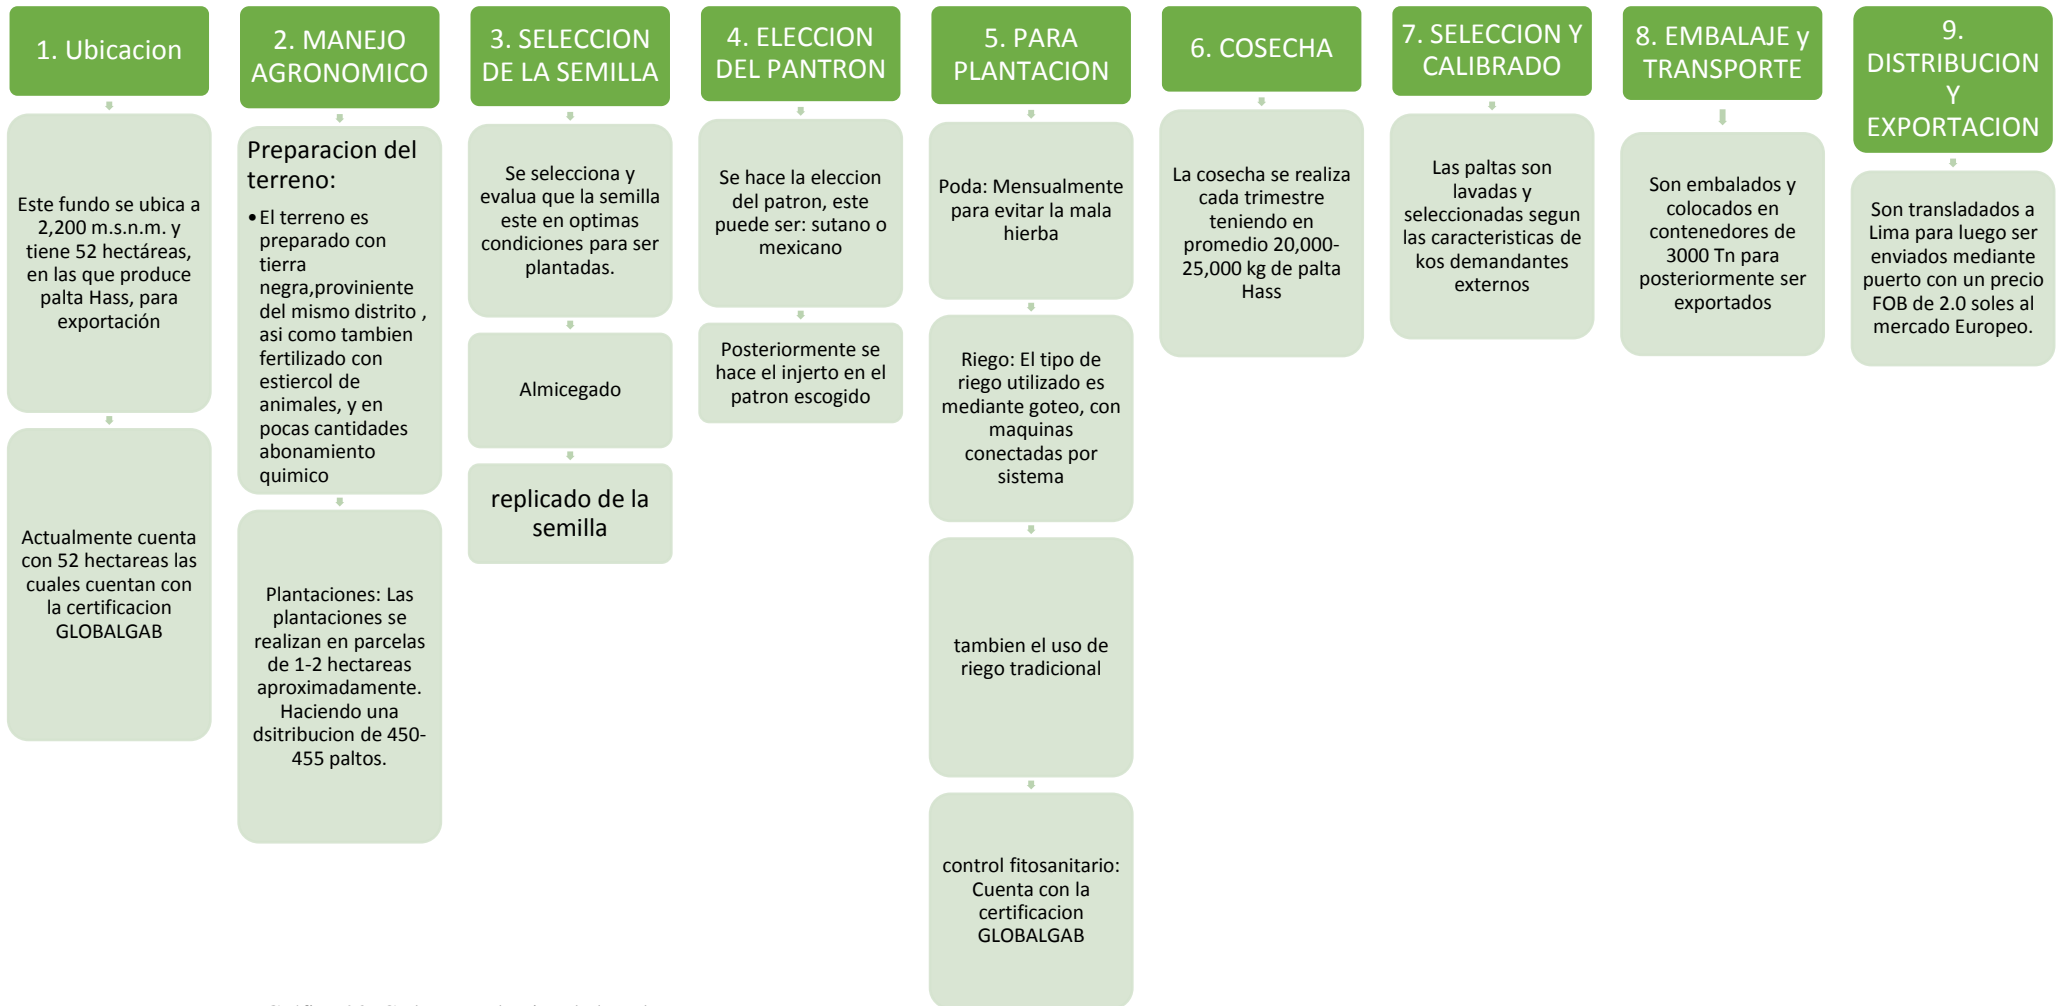 1. Ubicacion
Este fundo se ubica a
2,200 m.s.n.m. y
tiene 52 hectáreas,
en las que produce
palta Hass, para
exportación
Actualmente cuenta
con 52 hectareas las
cuales cuentan con
la certificacion
GLOBALGAB
2. MANEJO
AGRONOMICO
Preparacion del
terreno:
•El terreno es
preparado con
tierra
negra,proviniente
del mismo distrito ,
asi como tambien
fertilizado con
estiercol de
animales, y en
pocas cantidades
abonamiento
quimico
Plantaciones: Las
plantaciones se
realizan en parcelas
de 1-2 hectareas
aproximadamente.
Haciendo una
dsitribucion de 450-
455 paltos.
3. SELECCION
DE LA SEMILLA
Se selecciona y
evalua que la semilla
este en optimas
condiciones para ser
plantadas.
Almicegado
replicado de la
semilla
4. ELECCION
DEL PANTRON
Se hace la eleccion
del patron, este
puede ser: sutano o
mexicano
Posteriormente se
hace el injerto en el
patron escogido
5. PARA
PLANTACION
Poda: Mensualmente
para evitar la mala
hierba
Riego: El tipo de
riego utilizado es
mediante goteo, con
maquinas
conectadas por
sistema
tambien el uso de
riego tradicional
control fitosanitario:
Cuenta con la
certificacion
GLOBALGAB
6. COSECHA
La cosecha se realiza
cada trimestre
teniendo en
promedio 20,000-
25,000 kg de palta
Hass
7. SELECCION Y
CALIBRADO
Las paltas son
lavadas y
seleccionadas segun
las caracteristicas de
kos demandantes
externos
8. EMBALAJE y
TRANSPORTE
Son embalados y
colocados en
contenedores de
3000 Tn para
posteriormente ser
exportados
9.
DISTRIBUCION
Y
EXPORTACION
Son transladados a
Lima para luego ser
enviados mediante
puerto con un precio
FOB de 2.0 soles al
mercado Europeo.